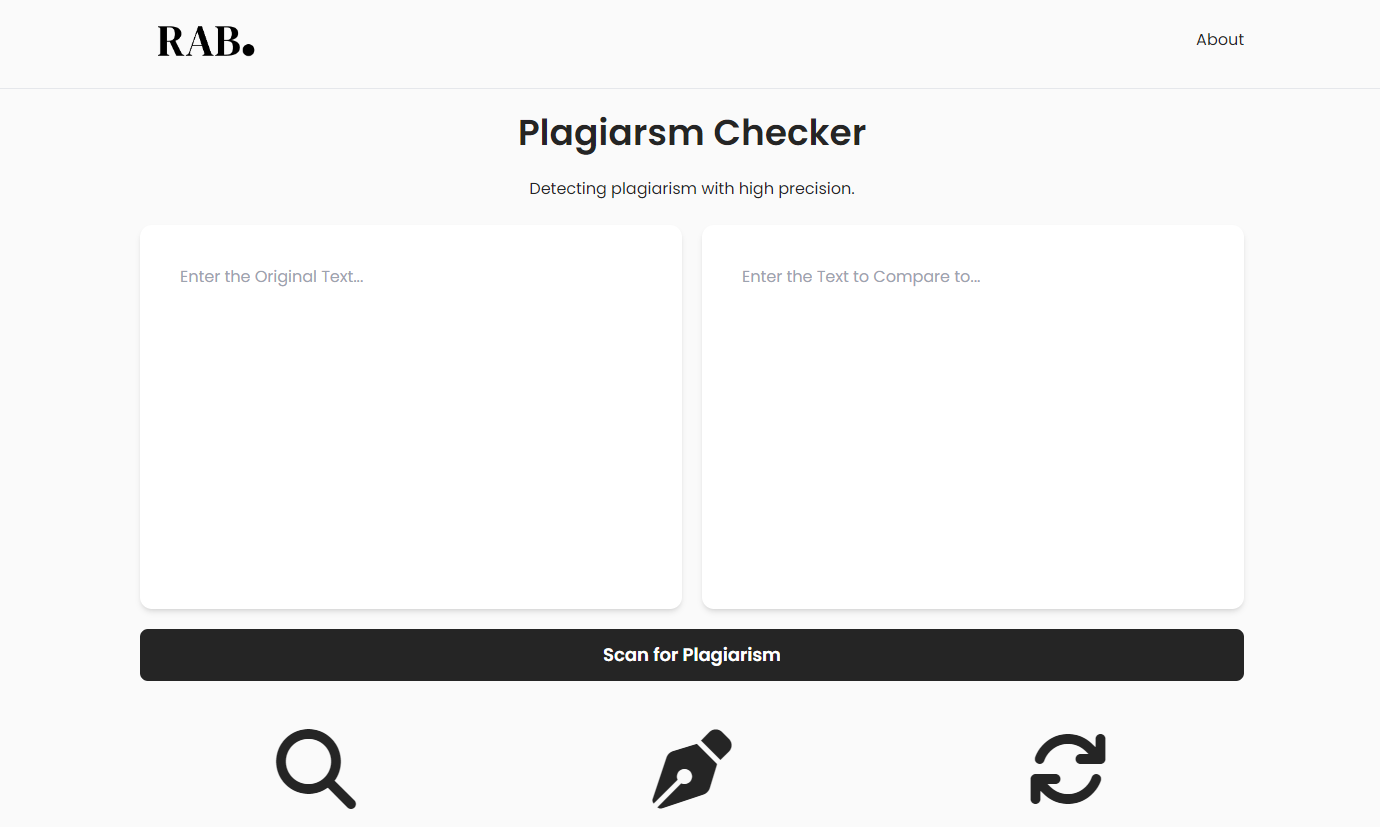 RAB.
About
Plagiarsm Checker
Detecting plagiarism with high precision.
Enter the Original Text...
Enter the Text to Compare to...
Scan for Plagiarism